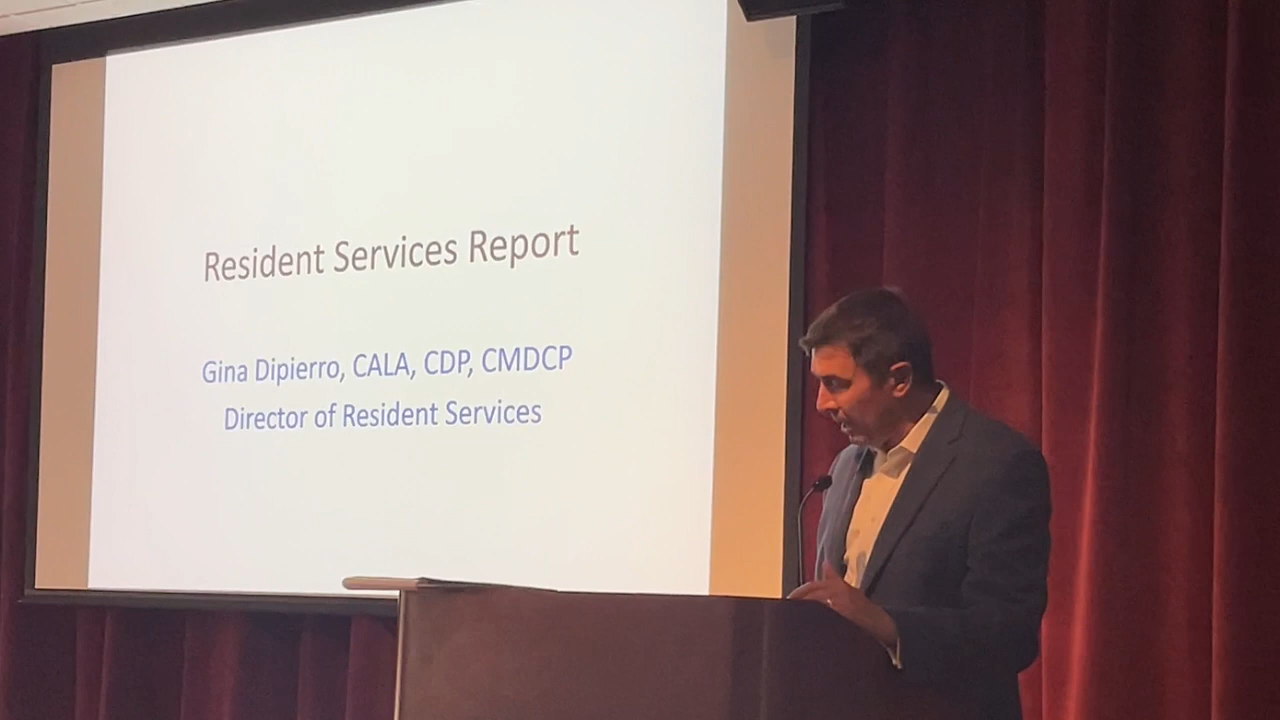 Resident Services Report
Gina Dipierro, CALA, CDP, CMDCP
Director of Resident Services